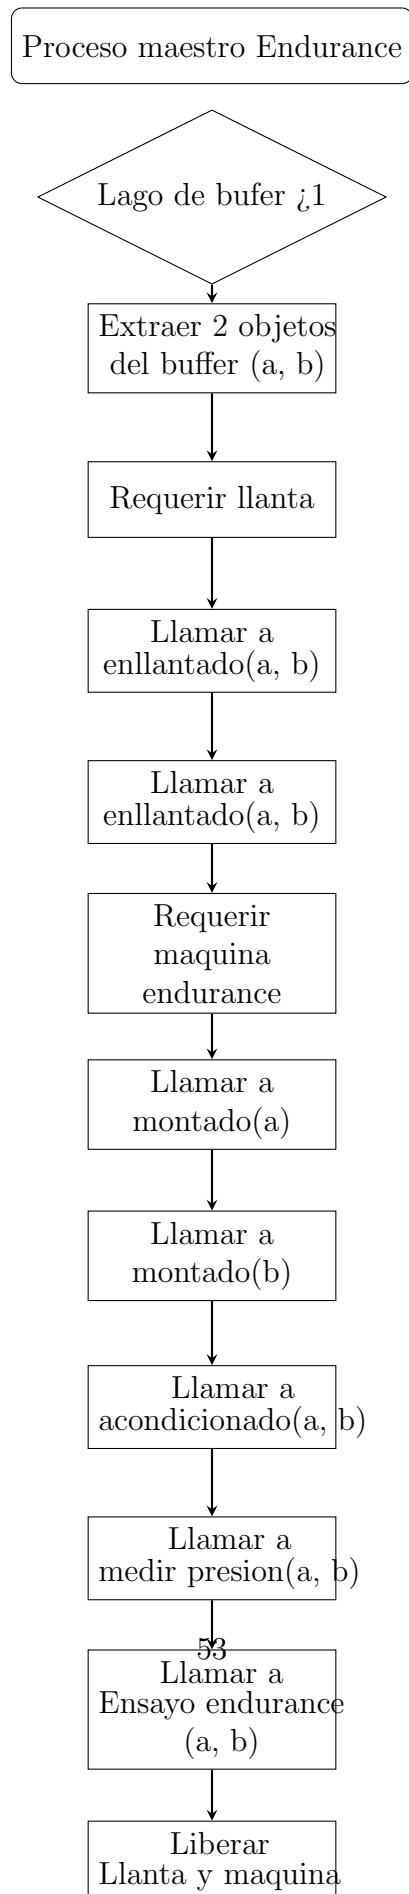 Proceso maestro Endurance
Lago de bufer ¿1
Extraer 2 objetos
del buffer (a, b)
Requerir llanta
Llamar a
enllantado(a, b)
Llamar a
enllantado(a, b)
Requerir
maquina
endurance
Llamar a
montado(a)
Llamar a
montado(b)
Llamar a
acondicionado(a, b)
Llamar a
medir presion(a, b)
53
Llamar a
Ensayo endurance
(a, b)
Liberar
Llanta y maquina